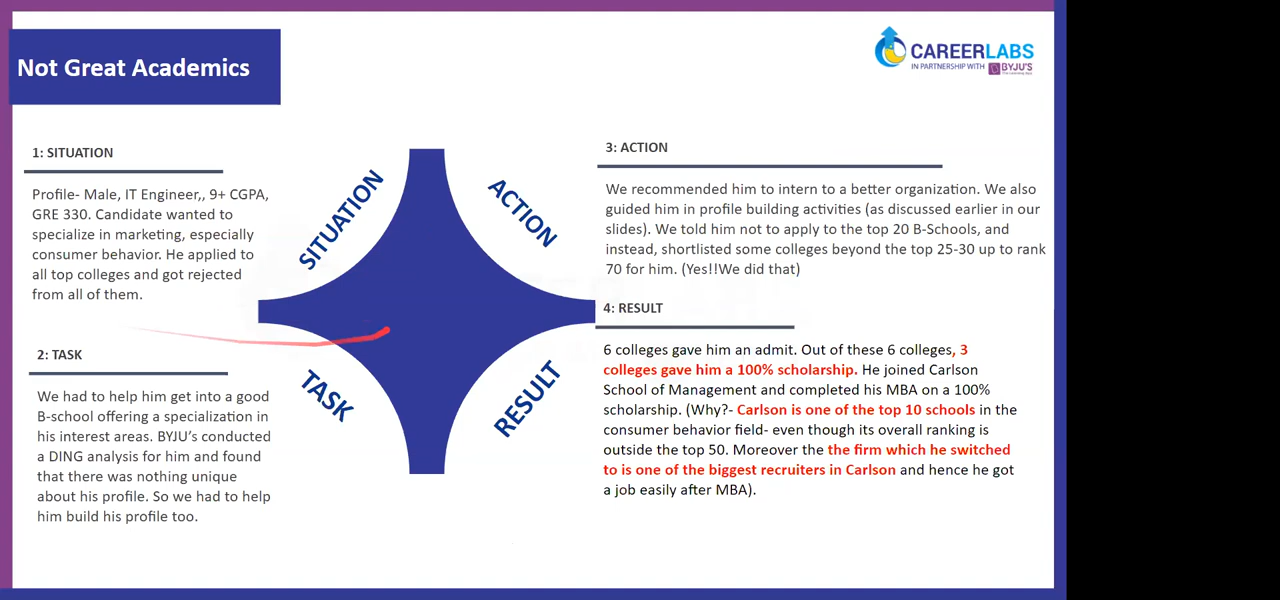 Not Great Academics
CAREERLABS
IN PARTNERSHIP WITH BYJU'S
The Learning App
1: SITUATION
Profile- Male, IT Engineer,, 9+ CGPA,
GRE 330. Candidate wanted to
specialize in marketing, especially
consumer behavior. He applied to
all top colleges and got rejected
from all of them.
2: TASK
We had to help him get into a good
B-school offering a specialization in
his interest areas. BYJU's conducted
a DING analysis for him and found
that there was nothing unique
about his profile. So we had to help
him build his profile too.
SITUATION
ACTION
TASK
RESULT
3: ACTION
We recommended him to intern to a better organization. We also
guided him in profile building activities (as discussed earlier in our
slides). We told him not to apply to the top 20 B-Schools, and
instead, shortlisted some colleges beyond the top 25-30 up to rank
70 for him. (Yes!!We did that)
4: RESULT
6 colleges gave him an admit. Out of these 6 colleges, 3
colleges gave him a 100% scholarship. He joined Carlson
School of Management and completed his MBA on a 100%
scholarship. (Why?- Carlson is one of the top 10 schools in the
consumer behavior field- even though its overall ranking is
outside the top 50. Moreover the the firm which he switched
to is one of the biggest recruiters in Carlson and hence he got
a job easily after MBA).